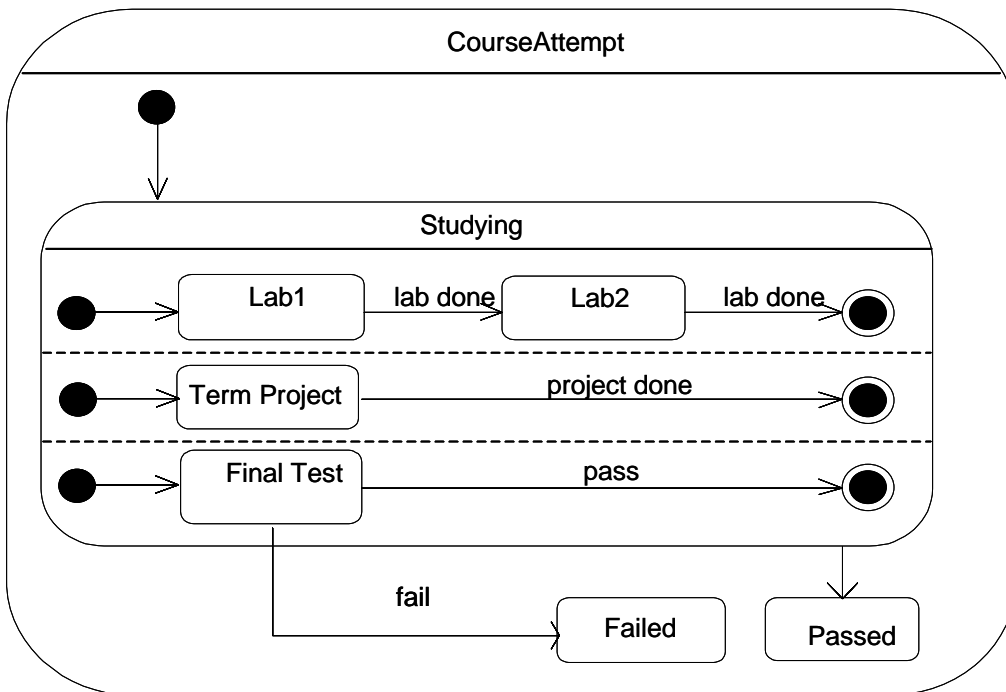 CourseAttempt
Studying
Lab1
lab done
Lab2
lab done
Term Project
project done
Final Test
pass
fail
Failed
Passed